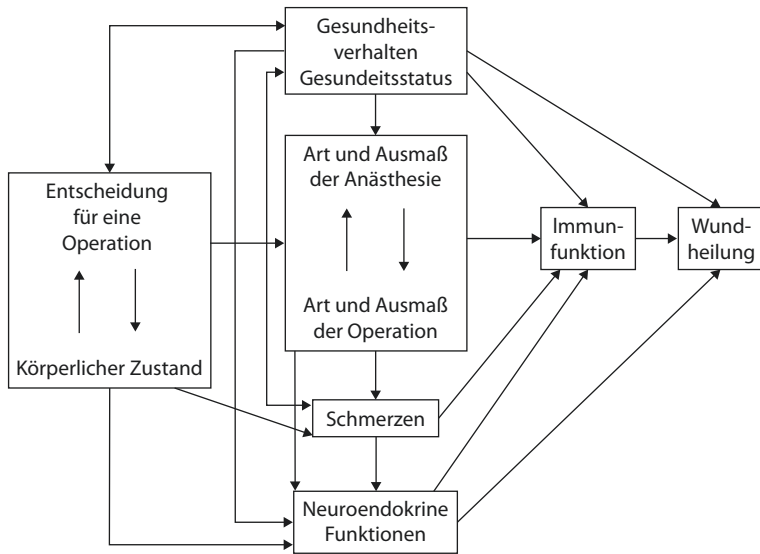 Gesundheits-
verhalten
Gesundeitsstatus
Art und Ausmaß
der Anästhesie
Entscheidung
für eine
Operation
Immun-
funktion
Wund-
heilung
Art und Ausmaß
der Operation
Körperlicher Zustand
Schmerzen
Neuroendokrine
Funktionen